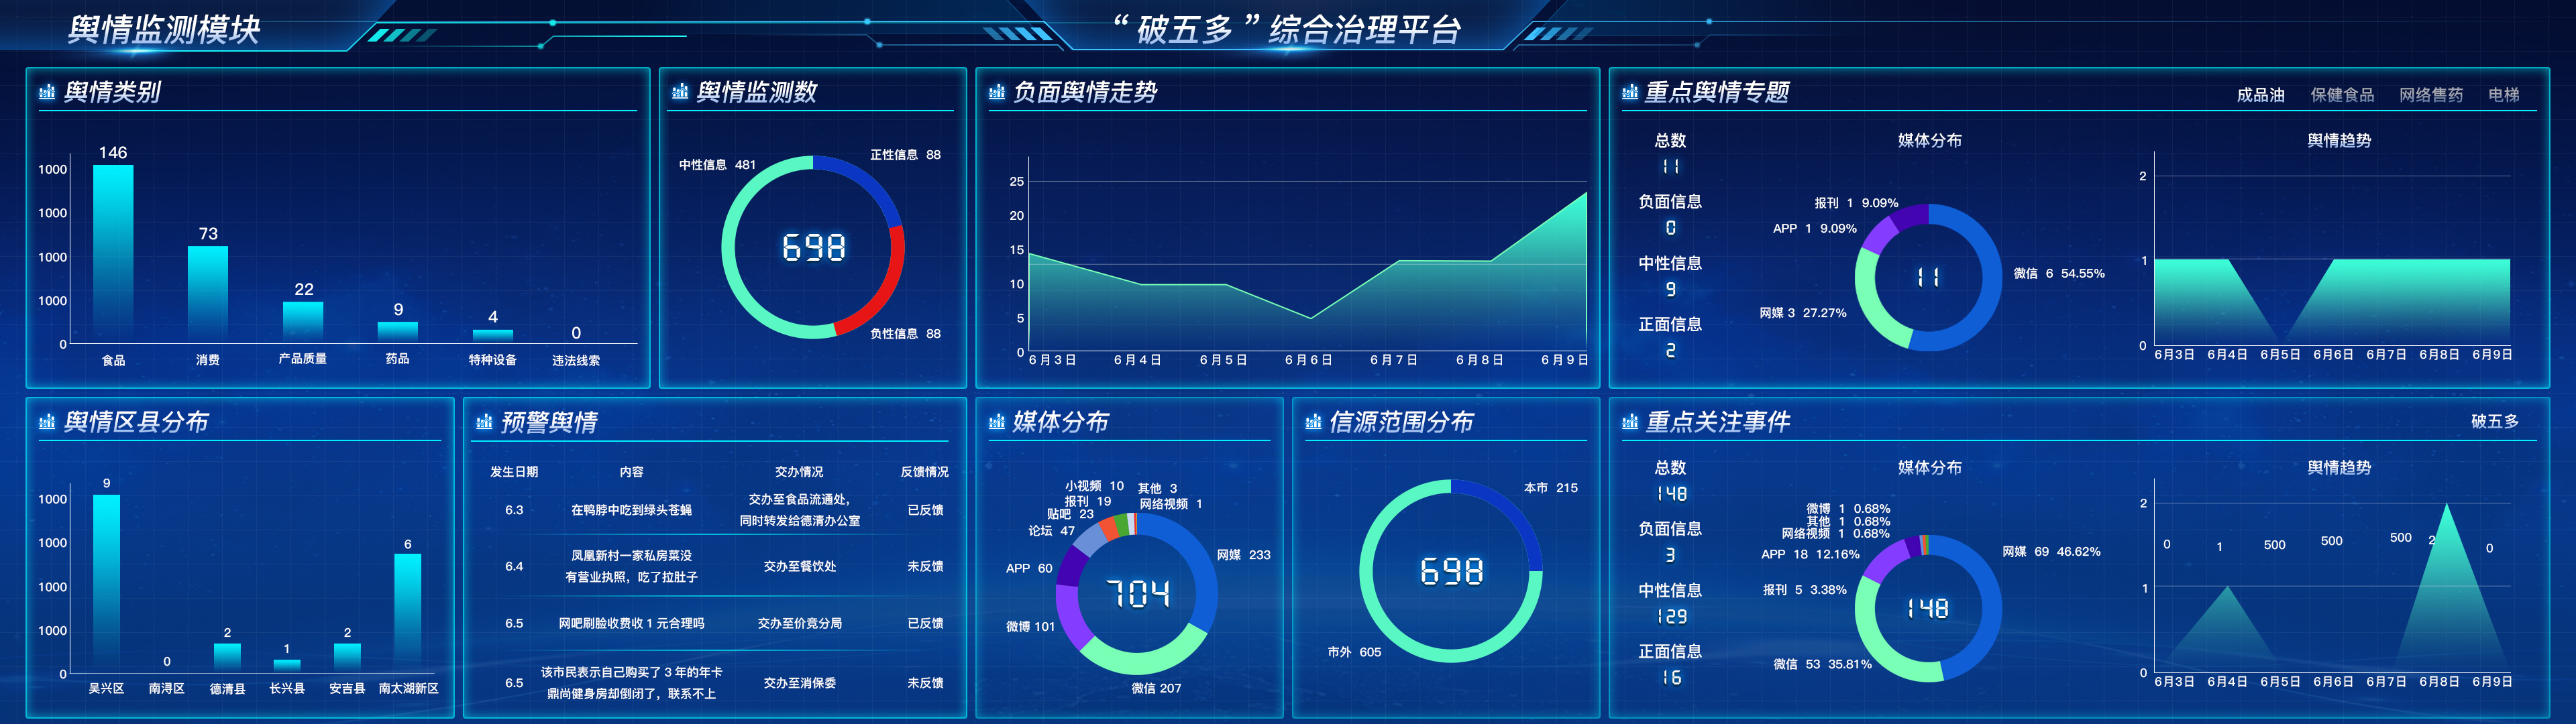 舆情监测模块
“破五多”综合治理平台
舆情类别
1000
1000
1000
1000
0
146
73
22
9
4
0
食品
消费
产品质量
药品
特种设备
违法线索
舆情监测数
中性信息 481
正性信息 88
698
负性信息 88
负面舆情走势
25
20
15
10
5
0
6月3日
6月4日
6月5日
6月6日
6月7日
6月8日
6月9日
重点舆情专题
成品油
保健食品
网络售药
电梯
总数
11
负面信息
0
中性信息
9
正面信息
2
媒体分布
报刊 1 9.09%
APP 1 9.09%
微信 6 54.55%
网媒 3 27.27%
11
舆情趋势
2
1
0
6月3日
6月4日
6月5日
6月6日
6月7日
6月8日
6月9日
舆情区县分布
1000
1000
1000
1000
0
9
0
2
1
2
6
吴兴区
南浔区
德清县
长兴县
安吉县
南太湖新区
预警舆情
发生日期 内容 交办情况 反馈情况
6.3
在鸭脖中吃到绿头苍蝇
交办至食品流通处，
同时转发给德清办公室
已反馈
6.4
凤凰新村一家私房菜没
有营业执照，吃了拉肚子
交办至餐饮处
未反馈
6.5
网吧刷脸收费收 1 元合理吗
交办至价竞分局
已反馈
6.5
该市民表示自己购买了 3 年的年卡
鼎尚健身房却倒闭了，联系不上
交办至消保委
未反馈
媒体分布
小视频 10
其他 3
报刊 19
网络视频 1
贴吧 23
论坛 47
网媒 233
APP 60
704
微博 101
微信 207
信源范围分布
本市 215
698
市外 605
重点关注事件
破五多
总数
148
负面信息
3
中性信息
129
正面信息
16
媒体分布
微博 1 0.68%
其他 1 0.68%
网络视频 1 0.68%
APP 18 12.16%
网媒 69 46.62%
报刊 5 3.38%
148
微信 53 35.81%
舆情趋势
2
1
0
0
1
500
500
500
2
0
6月3日
6月4日
6月5日
6月6日
6月7日
6月8日
6月9日